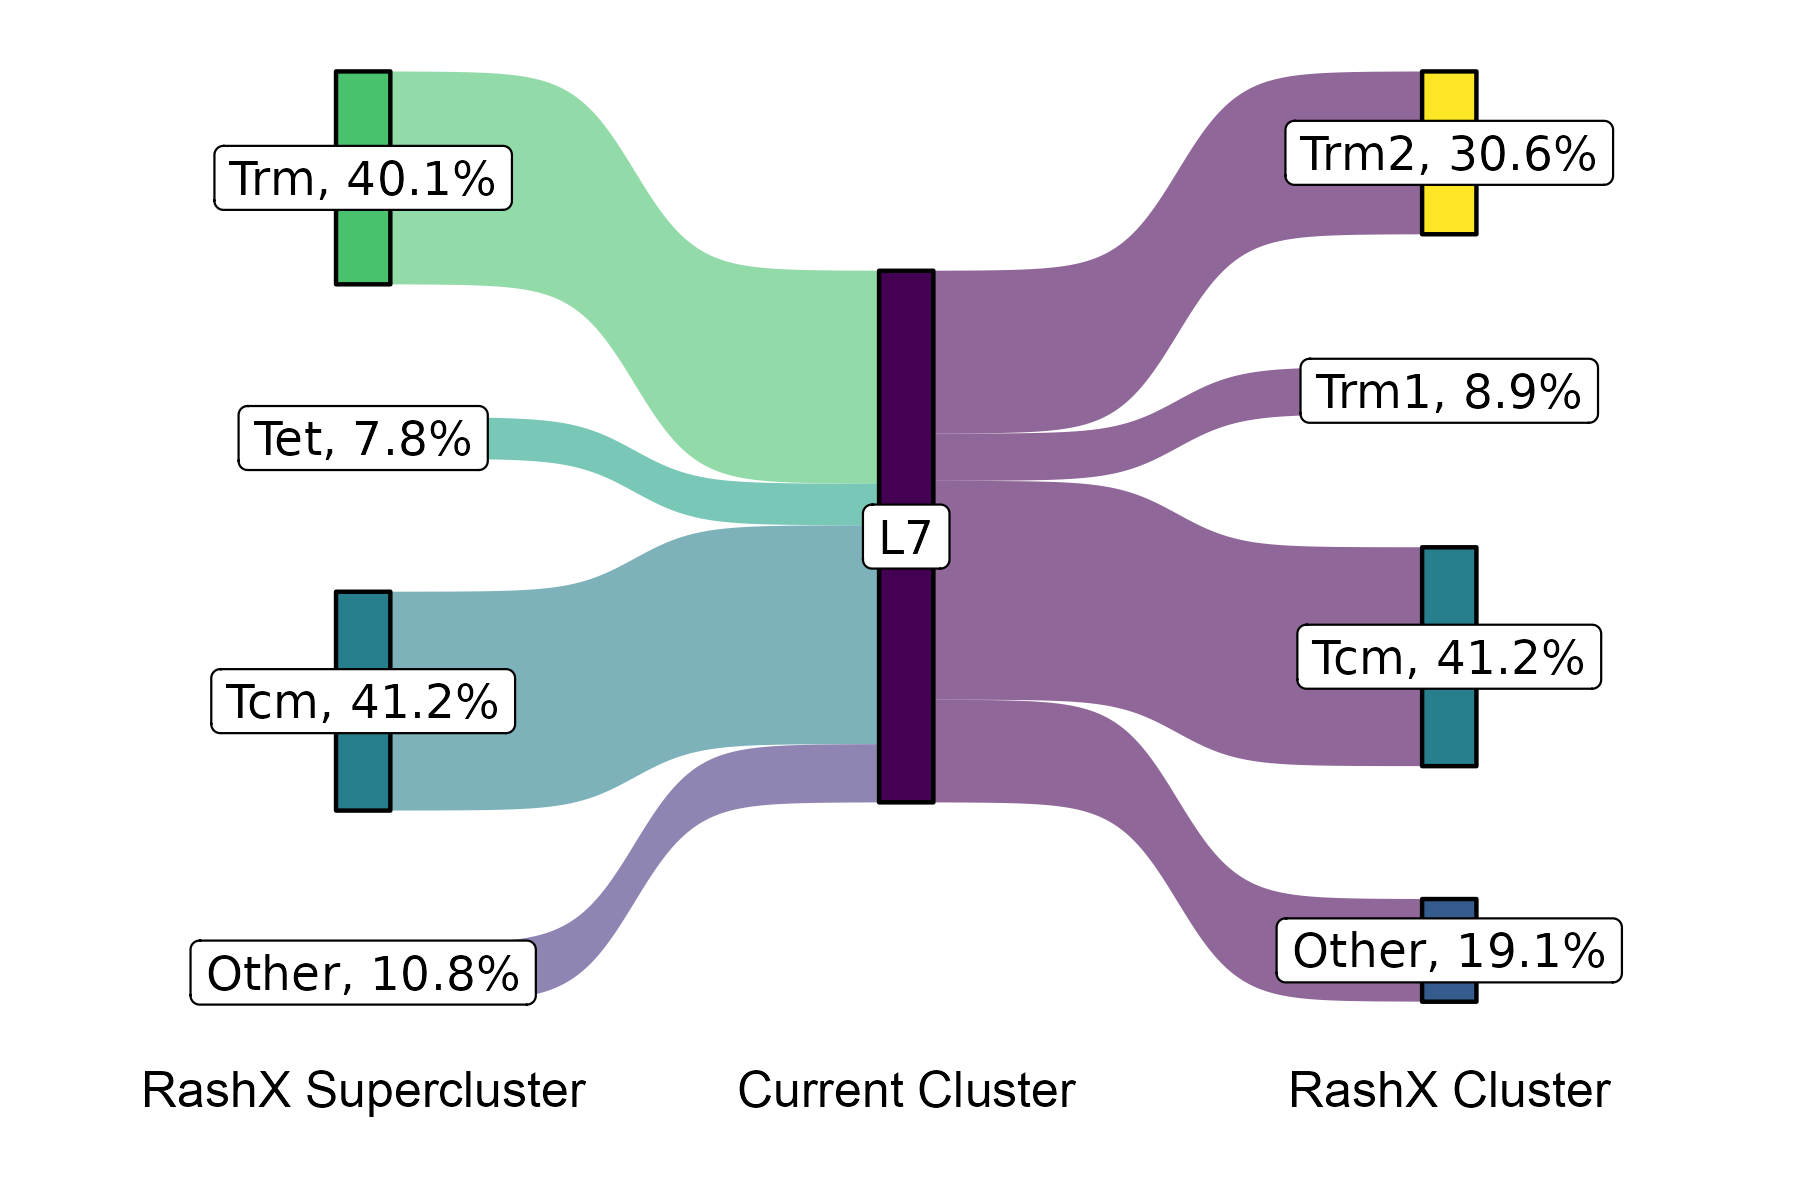 Trm, 40.1%
Tet, 7.8%
Tcm, 41.2%
Other, 10.8%
L7
Trm2, 30.6%
Trm1, 8.9%
Tcm, 41.2%
Other, 19.1%
RashX Supercluster
Current Cluster
RashX Cluster